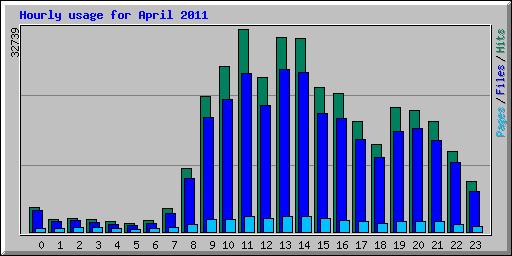 Hourly usage for April 2011
32739
Pages / Files / Hits
0 1 2 3 4 5 6 7 8 9 10 11 12 13 14 15 16 17 18 19 20 21 22 23